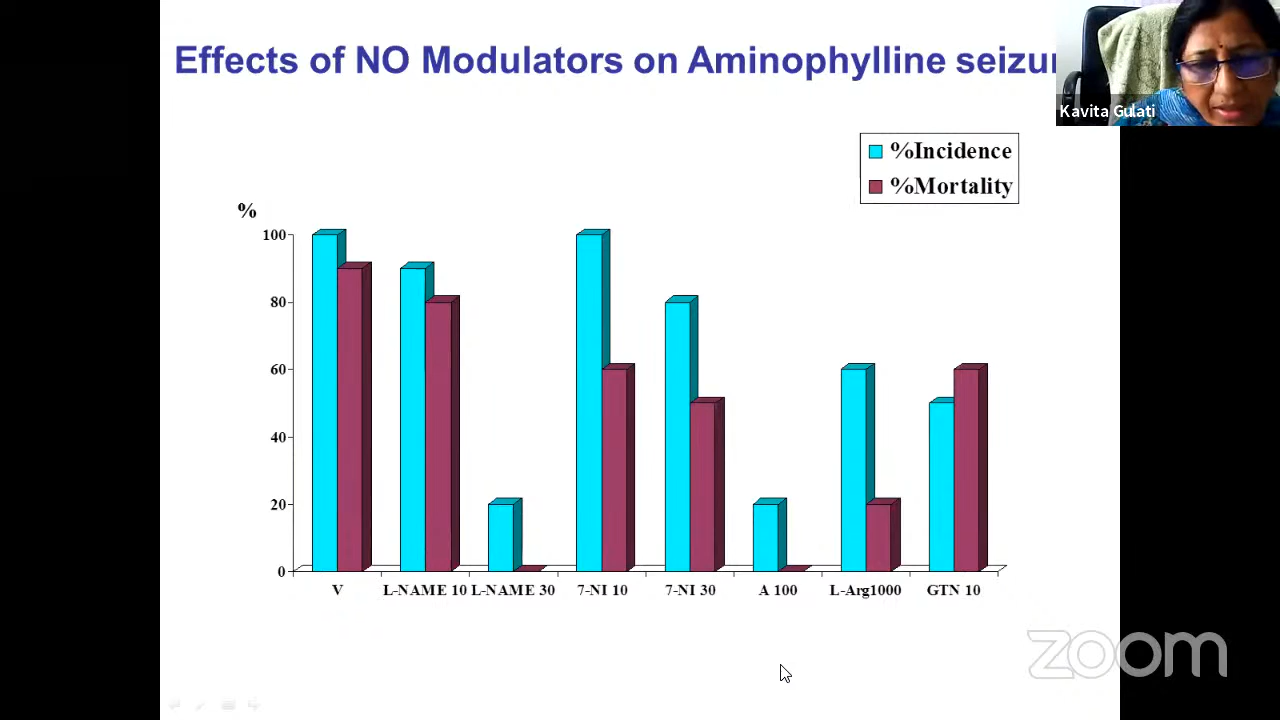 Effects of NO Modulators on Aminophylline seizu
Kavita Gulati
%Incidence
%Mortality
%
100
80
60
40
20
0
V L-NAME 10 L-NAME 30 7-NI 10 7-NI 30 A 100 L-Arg1000 GTN 10
zoom